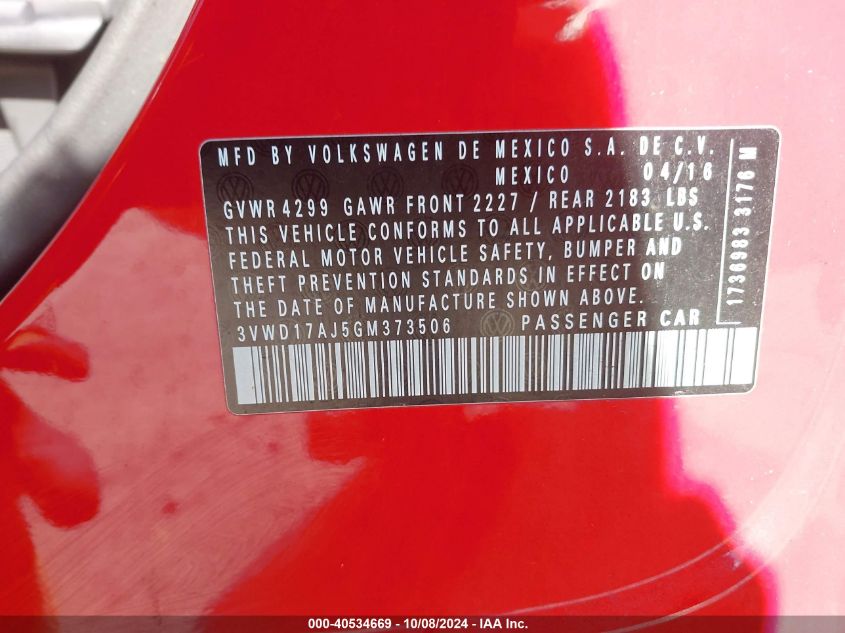 MFD BY VOLKSWAGEN DE MEXICO S.A. DE C.V.
MEXICO 04/16
GVWR 4299 GAWR FRONT 2227 / REAR 2183 LBS
THIS VEHICLE CONFORMS TO ALL APPLICABLE U.S.
FEDERAL MOTOR VEHICLE SAFETY, BUMPER AND
THEFT PREVENTION STANDARDS IN EFFECT ON
THE DATE OF MANUFACTURE SHOWN ABOVE.
3VWD17AJ5GM373506 PASSENGER CAR
1736983 3176 M
000-40534669 - 10/08/2024 - IAA Inc.